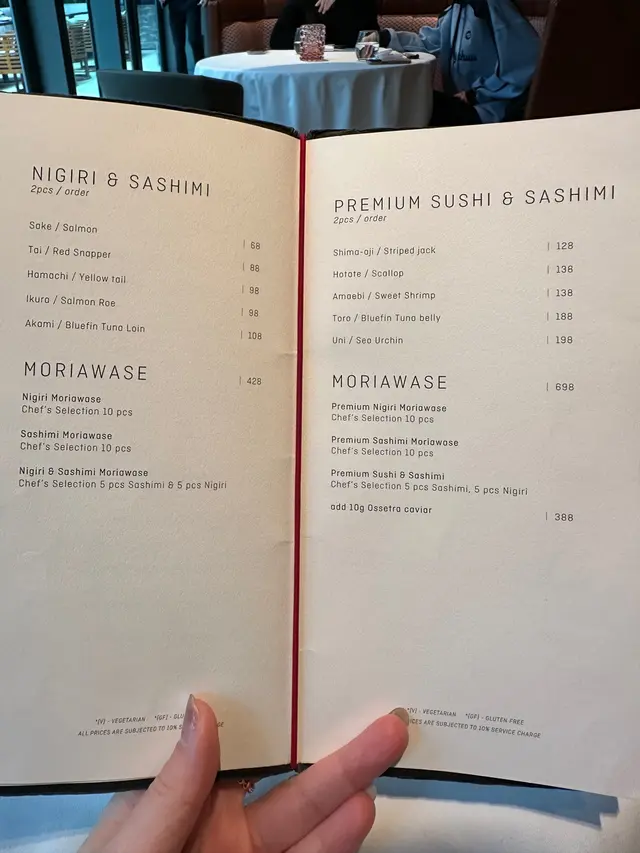 NIGIRI & SASHIMI
2pcs / order
Sake / Salmon | 68
Tai / Red Snapper | 88
Hamachi / Yellow tail | 98
Ikura / Salmon Roe | 98
Akami / Bluefin Tuna Loin | 108
MORIAWASE | 428
Nigiri Moriawase
Chef's Selection 10 pcs
Sashimi Moriawase
Chef's Selection 10 pcs
Nigiri & Sashimi Moriawase
Chef's Selection 5 pcs Sashimi & 5 pcs Nigiri
*(V) - VEGETARIAN *(GF) -
ALL PRICES ARE SUBJECTED TO 10%
PREMIUM SUSHI & SASHIMI
2pcs / order
Shima-aji / Striped jack | 128
Hotate / Scallop | 138
Amaebi / Sweet Shrimp | 138
Toro / Bluefin Tuna belly | 188
Uni / Sea Urchin | 198
MORIAWASE | 698
Premium Nigiri Moriawase
Chef's Selection 10 pcs
Premium Sashimi Moriawase
Chef's Selection 10 pcs
Premium Sushi & Sashimi
Chef's Selection 5 pcs Sashimi, 5 pcs Nigiri
add 10g Ossetra caviar | 388
*(V) - VEGETARIAN *(GF) - GLUTEN-FREE
ARE SUBJECTED TO 10% SERVICE CHARGE